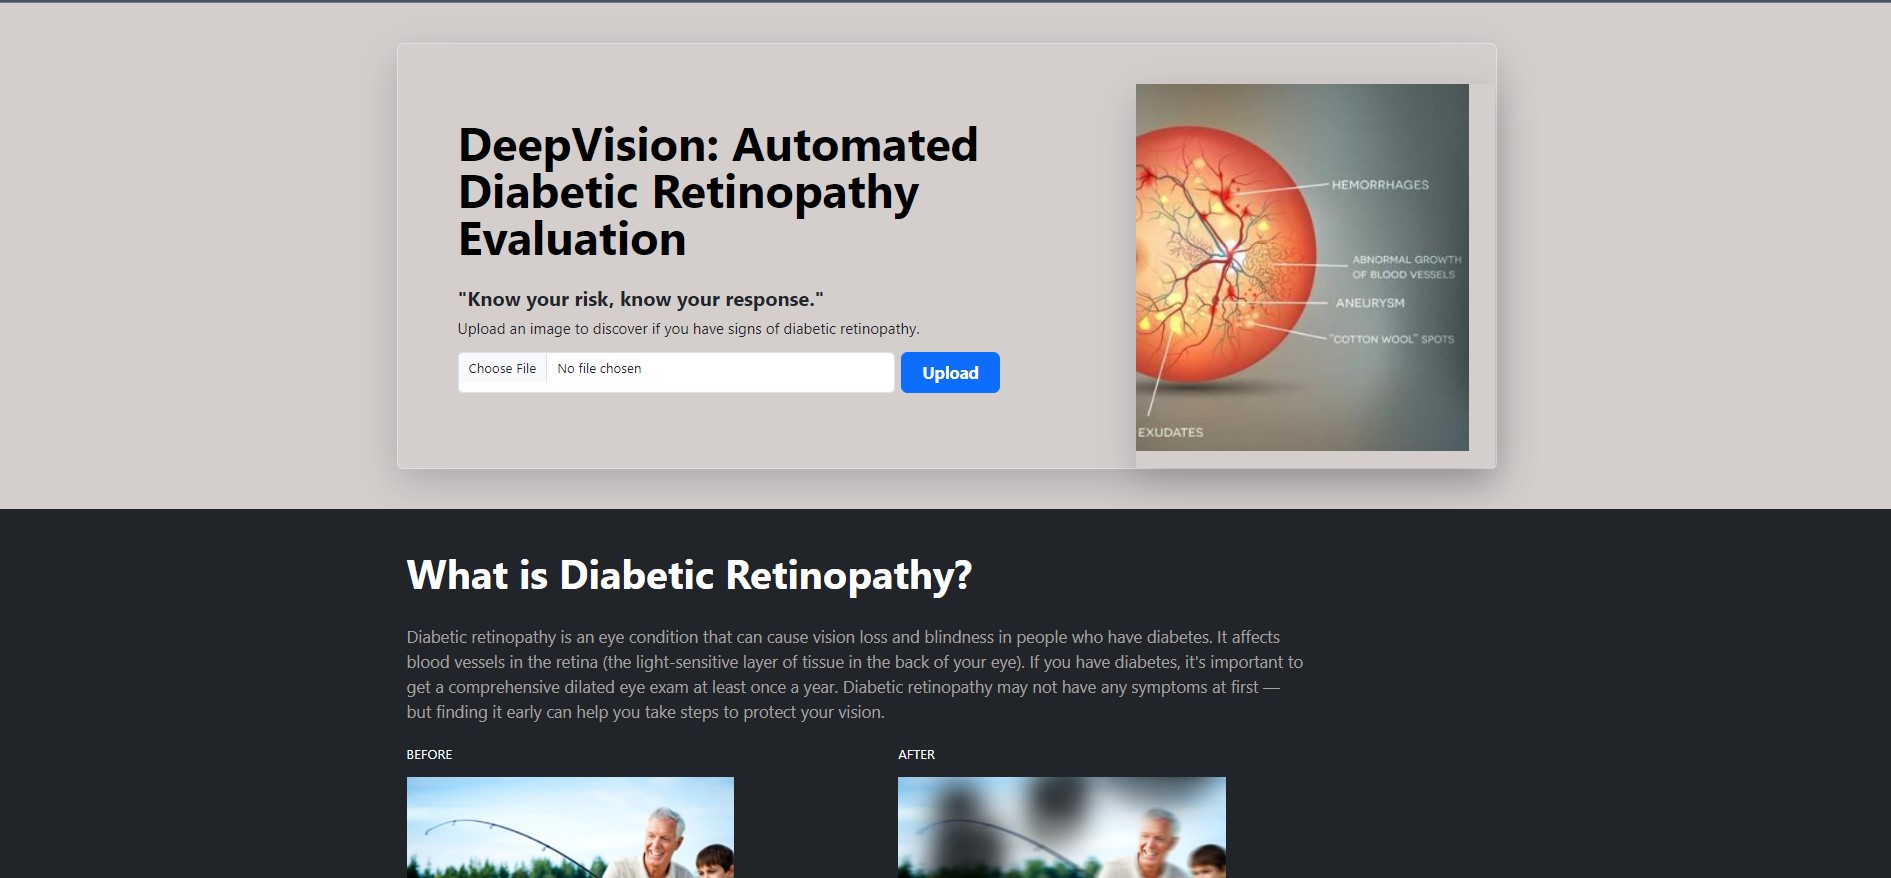 DeepVision: Automated
Diabetic Retinopathy
Evaluation
"Know your risk, know your response."
Upload an image to discover if you have signs of diabetic retinopathy.
Choose File No file chosen Upload
HEMORRHAGES
ABNORMAL GROWTH
OF BLOOD VESSELS
ANEURYSM
"COTTON WOOL" SPOTS
EXUDATES
What is Diabetic Retinopathy?
Diabetic retinopathy is an eye condition that can cause vision loss and blindness in people who have diabetes. It affects
blood vessels in the retina (the light-sensitive layer of tissue in the back of your eye). If you have diabetes, it's important to
get a comprehensive dilated eye exam at least once a year. Diabetic retinopathy may not have any symptoms at first —
but finding it early can help you take steps to protect your vision.
BEFORE AFTER